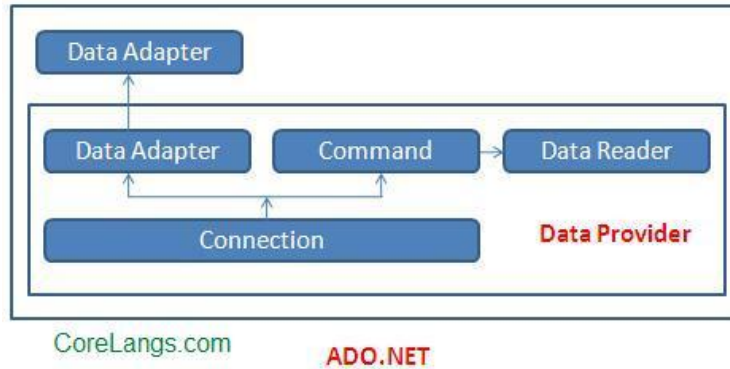 Data Adapter
Data Adapter
Command
Data Reader
Connection
Data Provider
CoreLangs.com
ADO.NET